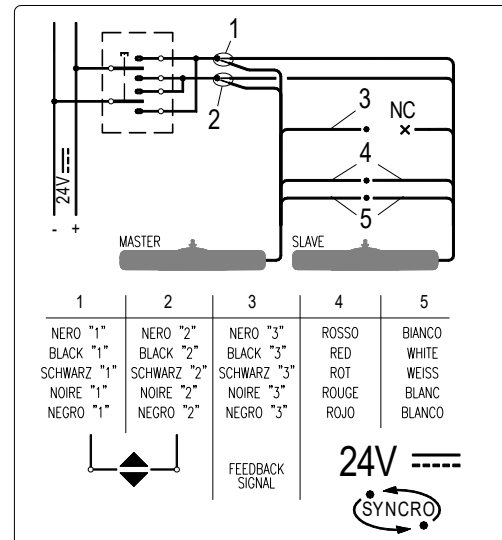 1
2
3
NC
4
5
24V
- +
MASTER
SLAVE
1 2 3 4 5
NERO "1" NERO "2" NERO "3" ROSSO BIANCO
BLACK "1" BLACK "2" BLACK "3" RED WHITE
SCHWARZ "1" SCHWARZ "2" SCHWARZ "3" ROT WEISS
NOIRE "1" NOIRE "2" NOIRE "3" ROUGE BLANC
NEGRO "1" NEGRO "2" NEGRO "3" ROJO BLANCO
FEEDBACK
SIGNAL
24V
SYNCRO